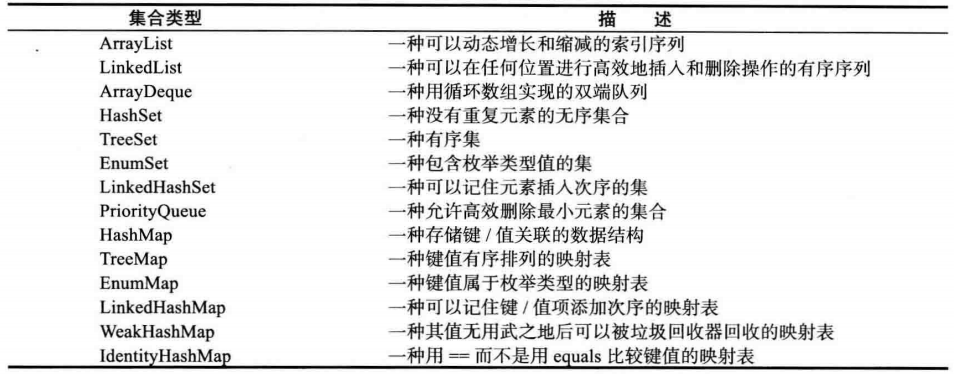 集合类型 描 述
ArrayList 一种可以动态增长和缩减的索引序列
LinkedList 一种可以在任何位置进行高效地插入和删除操作的有序序列
ArrayDeque 一种用循环数组实现的双端队列
HashSet 一种没有重复元素的无序集合
TreeSet 一种有序集
EnumSet 一种包含枚举类型值的集
LinkedHashSet 一种可以记住元素插入次序的集
PriorityQueue 一种允许高效删除最小元素的集合
HashMap 一种存储键 / 值关联的数据结构
TreeMap 一种键值有序排列的映射表
EnumMap 一种键值属于枚举类型的映射表
LinkedHashMap 一种可以记住键 / 值项添加次序的映射表
WeakHashMap 一种其值无用武之地后可以被垃圾回收器回收的映射表
IdentityHashMap 一种用 == 而不是用 equals 比较键值的映射表